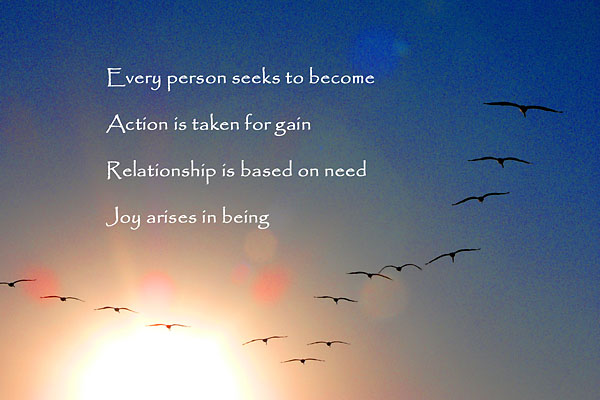 Every person seeks to become
Action is taken for gain
Relationship is based on need
Joy arises in being